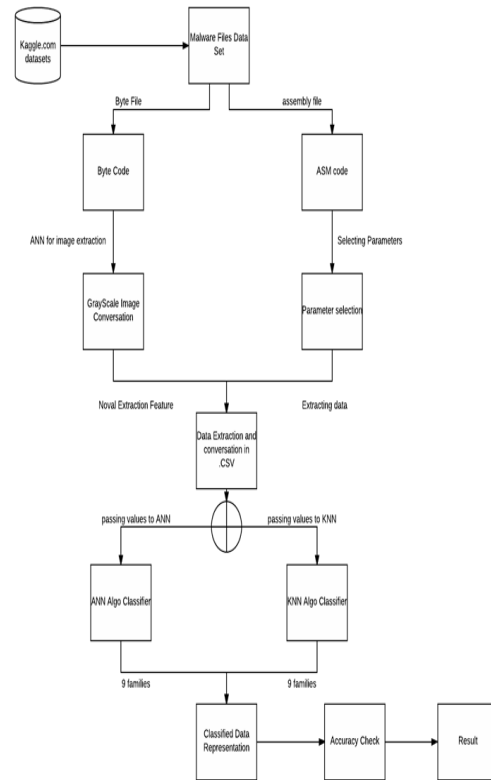 Kaggle.com
datasets
Malware Files Data
Set
Byte File
assembly file
Byte Code
ASM code
ANN for image extraction
Selecting Parameters
GrayScale Image
Conversation
Parameter selection
Noval Extraction Feature
Extracting data
Data Extraction and
conversation in
.CSV
passing values to ANN
passing values to KNN
ANN Algo Classifier
KNN Algo Classifier
9 families
9 families
Classified Data
Representation
Accuracy Check
Result